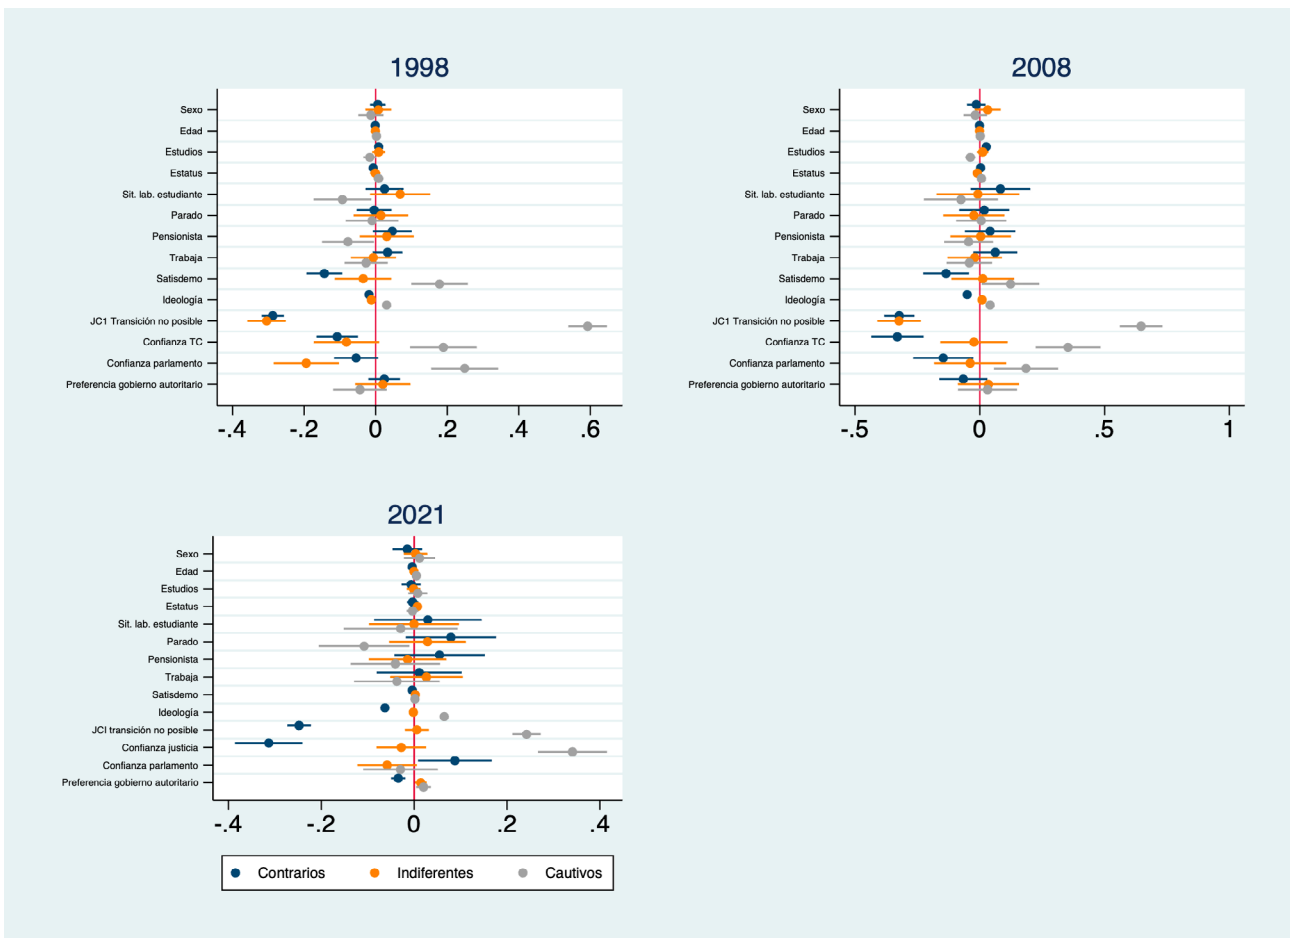 1998
Sexo
Edad
Estudios
Estatus
Sit. lab. estudiante
Parado
Pensionista
Trabaja
Satisdemo
Ideología
JC1 Transición no posible
Confianza TC
Confianza parlamento
Preferencia gobierno autoritario
-.4 -.2 0 .2 .4 .6
2008
Sexo
Edad
Estudios
Estatus
Sit. lab. estudiante
Parado
Pensionista
Trabaja
Satisdemo
Ideología
JC1 Transición no posible
Confianza TC
Confianza parlamento
Preferencia gobierno autoritario
-.5 0 .5 1
2021
Sexo
Edad
Estudios
Estatus
Sit. lab. estudiante
Parado
Pensionista
Trabaja
Satisdemo
Ideología
JCI transición no posible
Confianza justicia
Confianza parlamento
Preferencia gobierno autoritario
-.4 -.2 0 .2 .4
Contrarios Indiferentes Cautivos